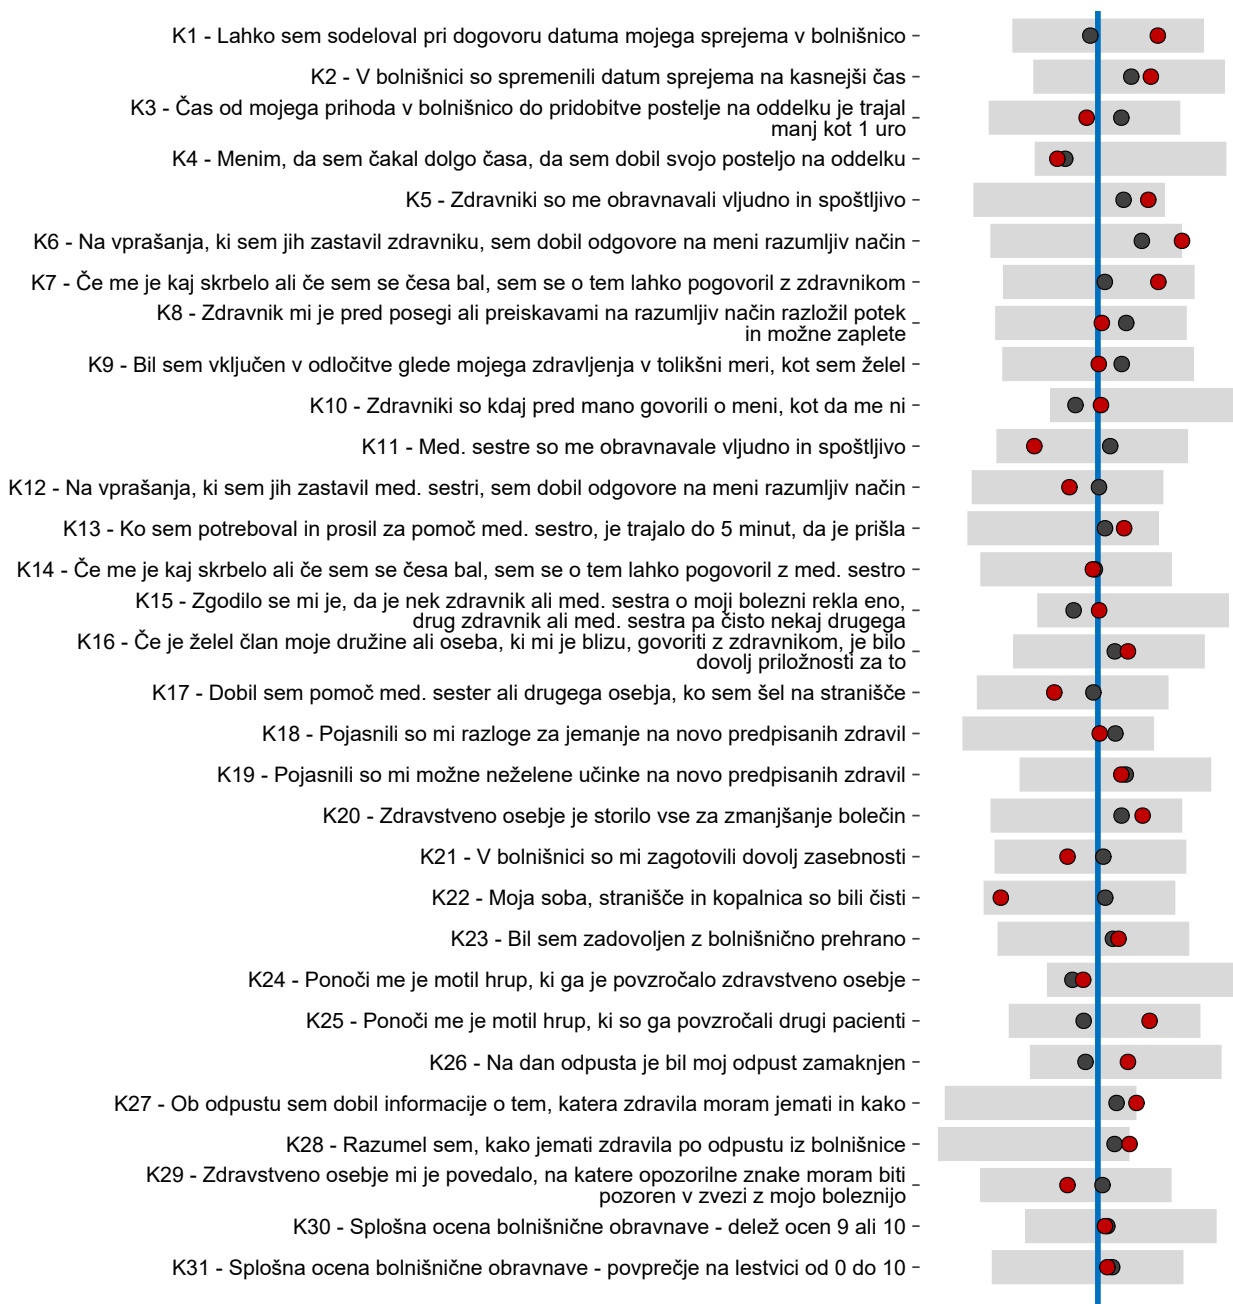 K1 - Lahko sem sodeloval pri dogovoru datuma mojega sprejema v bolnišnico
K2 - V bolnišnici so spremenili datum sprejema na kasnejši čas
K3 - Čas od mojega prihoda v bolnišnico do pridobitve postelje na oddelku je trajal
manj kot 1 uro
K4 - Menim, da sem čakal dolgo časa, da sem dobil svojo posteljo na oddelku
K5 - Zdravniki so me obravnavali vljudno in spoštljivo
K6 - Na vprašanja, ki sem jih zastavil zdravniku, sem dobil odgovore na meni razumljiv način
K7 - Če me je kaj skrbelo ali če sem se česa bal, sem se o tem lahko pogovoril z zdravnikom
K8 - Zdravnik mi je pred posegi ali preiskavami na razumljiv način razložil potek
in možne zaplete
K9 - Bil sem vključen v odločitve glede mojega zdravljenja v tolikšni meri, kot sem želel
K10 - Zdravniki so kdaj pred mano govorili o meni, kot da me ni
K11 - Med. sestre so me obravnavale vljudno in spoštljivo
K12 - Na vprašanja, ki sem jih zastavil med. sestri, sem dobil odgovore na meni razumljiv način
K13 - Ko sem potreboval in prosil za pomoč med. sestro, je trajalo do 5 minut, da je prišla
K14 - Če me je kaj skrbelo ali če sem se česa bal, sem se o tem lahko pogovoril z med. sestro
K15 - Zgodilo se mi je, da je nek zdravnik ali med. sestra o moji bolezni rekla eno,
drug zdravnik ali med. sestra pa čisto nekaj drugega
K16 - Če je želel član moje družine ali oseba, ki mi je blizu, govoriti z zdravnikom, je bilo
dovolj priložnosti za to
K17 - Dobil sem pomoč med. sester ali drugega osebja, ko sem šel na stranišče
K18 - Pojasnili so mi razloge za jemanje na novo predpisanih zdravil
K19 - Pojasnili so mi možne neželene učinke na novo predpisanih zdravil
K20 - Zdravstveno osebje je storilo vse za zmanjšanje bolečin
K21 - V bolnišnici so mi zagotovili dovolj zasebnosti
K22 - Moja soba, stranišče in kopalnica so bili čisti
K23 - Bil sem zadovoljen z bolnišnično prehrano
K24 - Ponoči me je motil hrup, ki ga je povzročalo zdravstveno osebje
K25 - Ponoči me je motil hrup, ki so ga povzročali drugi pacienti
K26 - Na dan odpusta je bil moj odpust zamaknjen
K27 - Ob odpustu sem dobil informacije o tem, katera zdravila moram jemati in kako
K28 - Razumel sem, kako jemati zdravila po odpustu iz bolnišnice
K29 - Zdravstveno osebje mi je povedalo, na katere opozorilne znake moram biti
pozoren v zvezi z mojo boleznijo
K30 - Splošna ocena bolnišnične obravnave - delež ocen 9 ali 10
K31 - Splošna ocena bolnišnične obravnave - povprečje na lestvici od 0 do 10